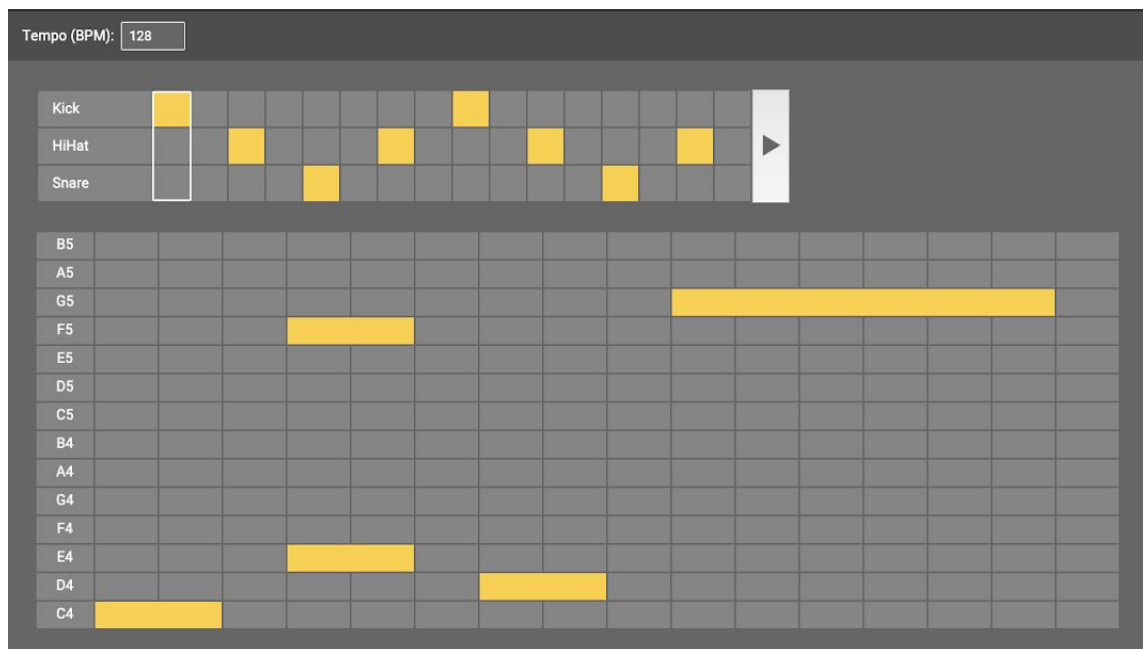 Tempo (BPM): 128
Kick
HiHat
Snare
B5
A5
G5
F5
E5
D5
C5
B4
A4
G4
F4
E4
D4
C4